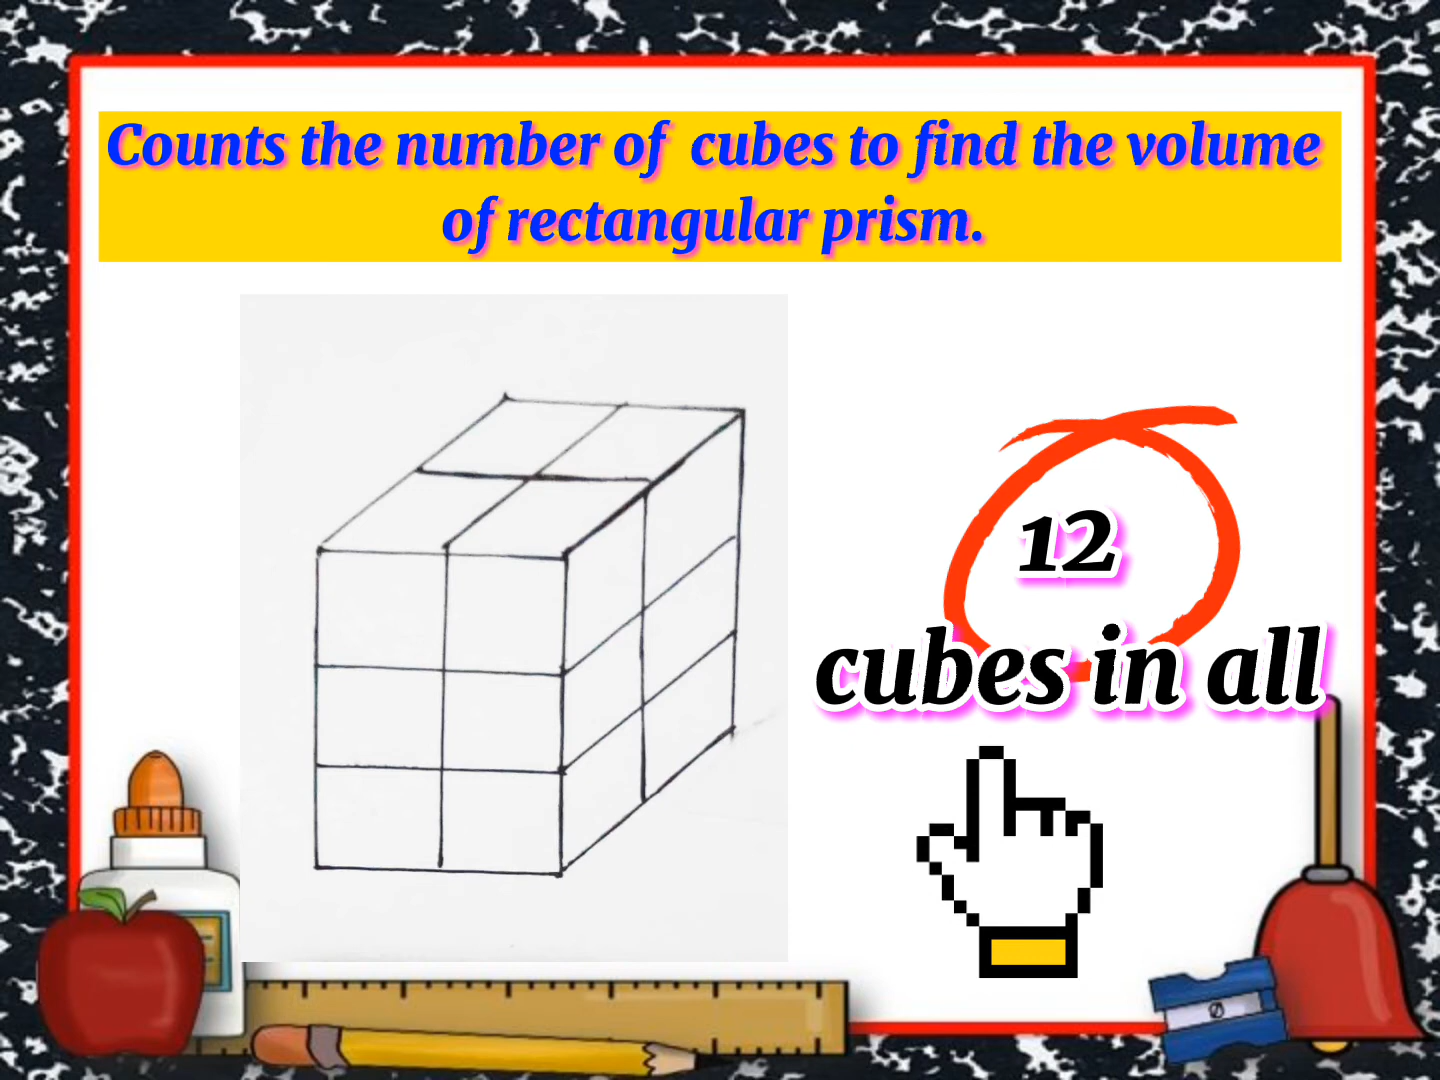 Counts the number of cubes to find the volume
of rectangular prism.
12
cubes in all